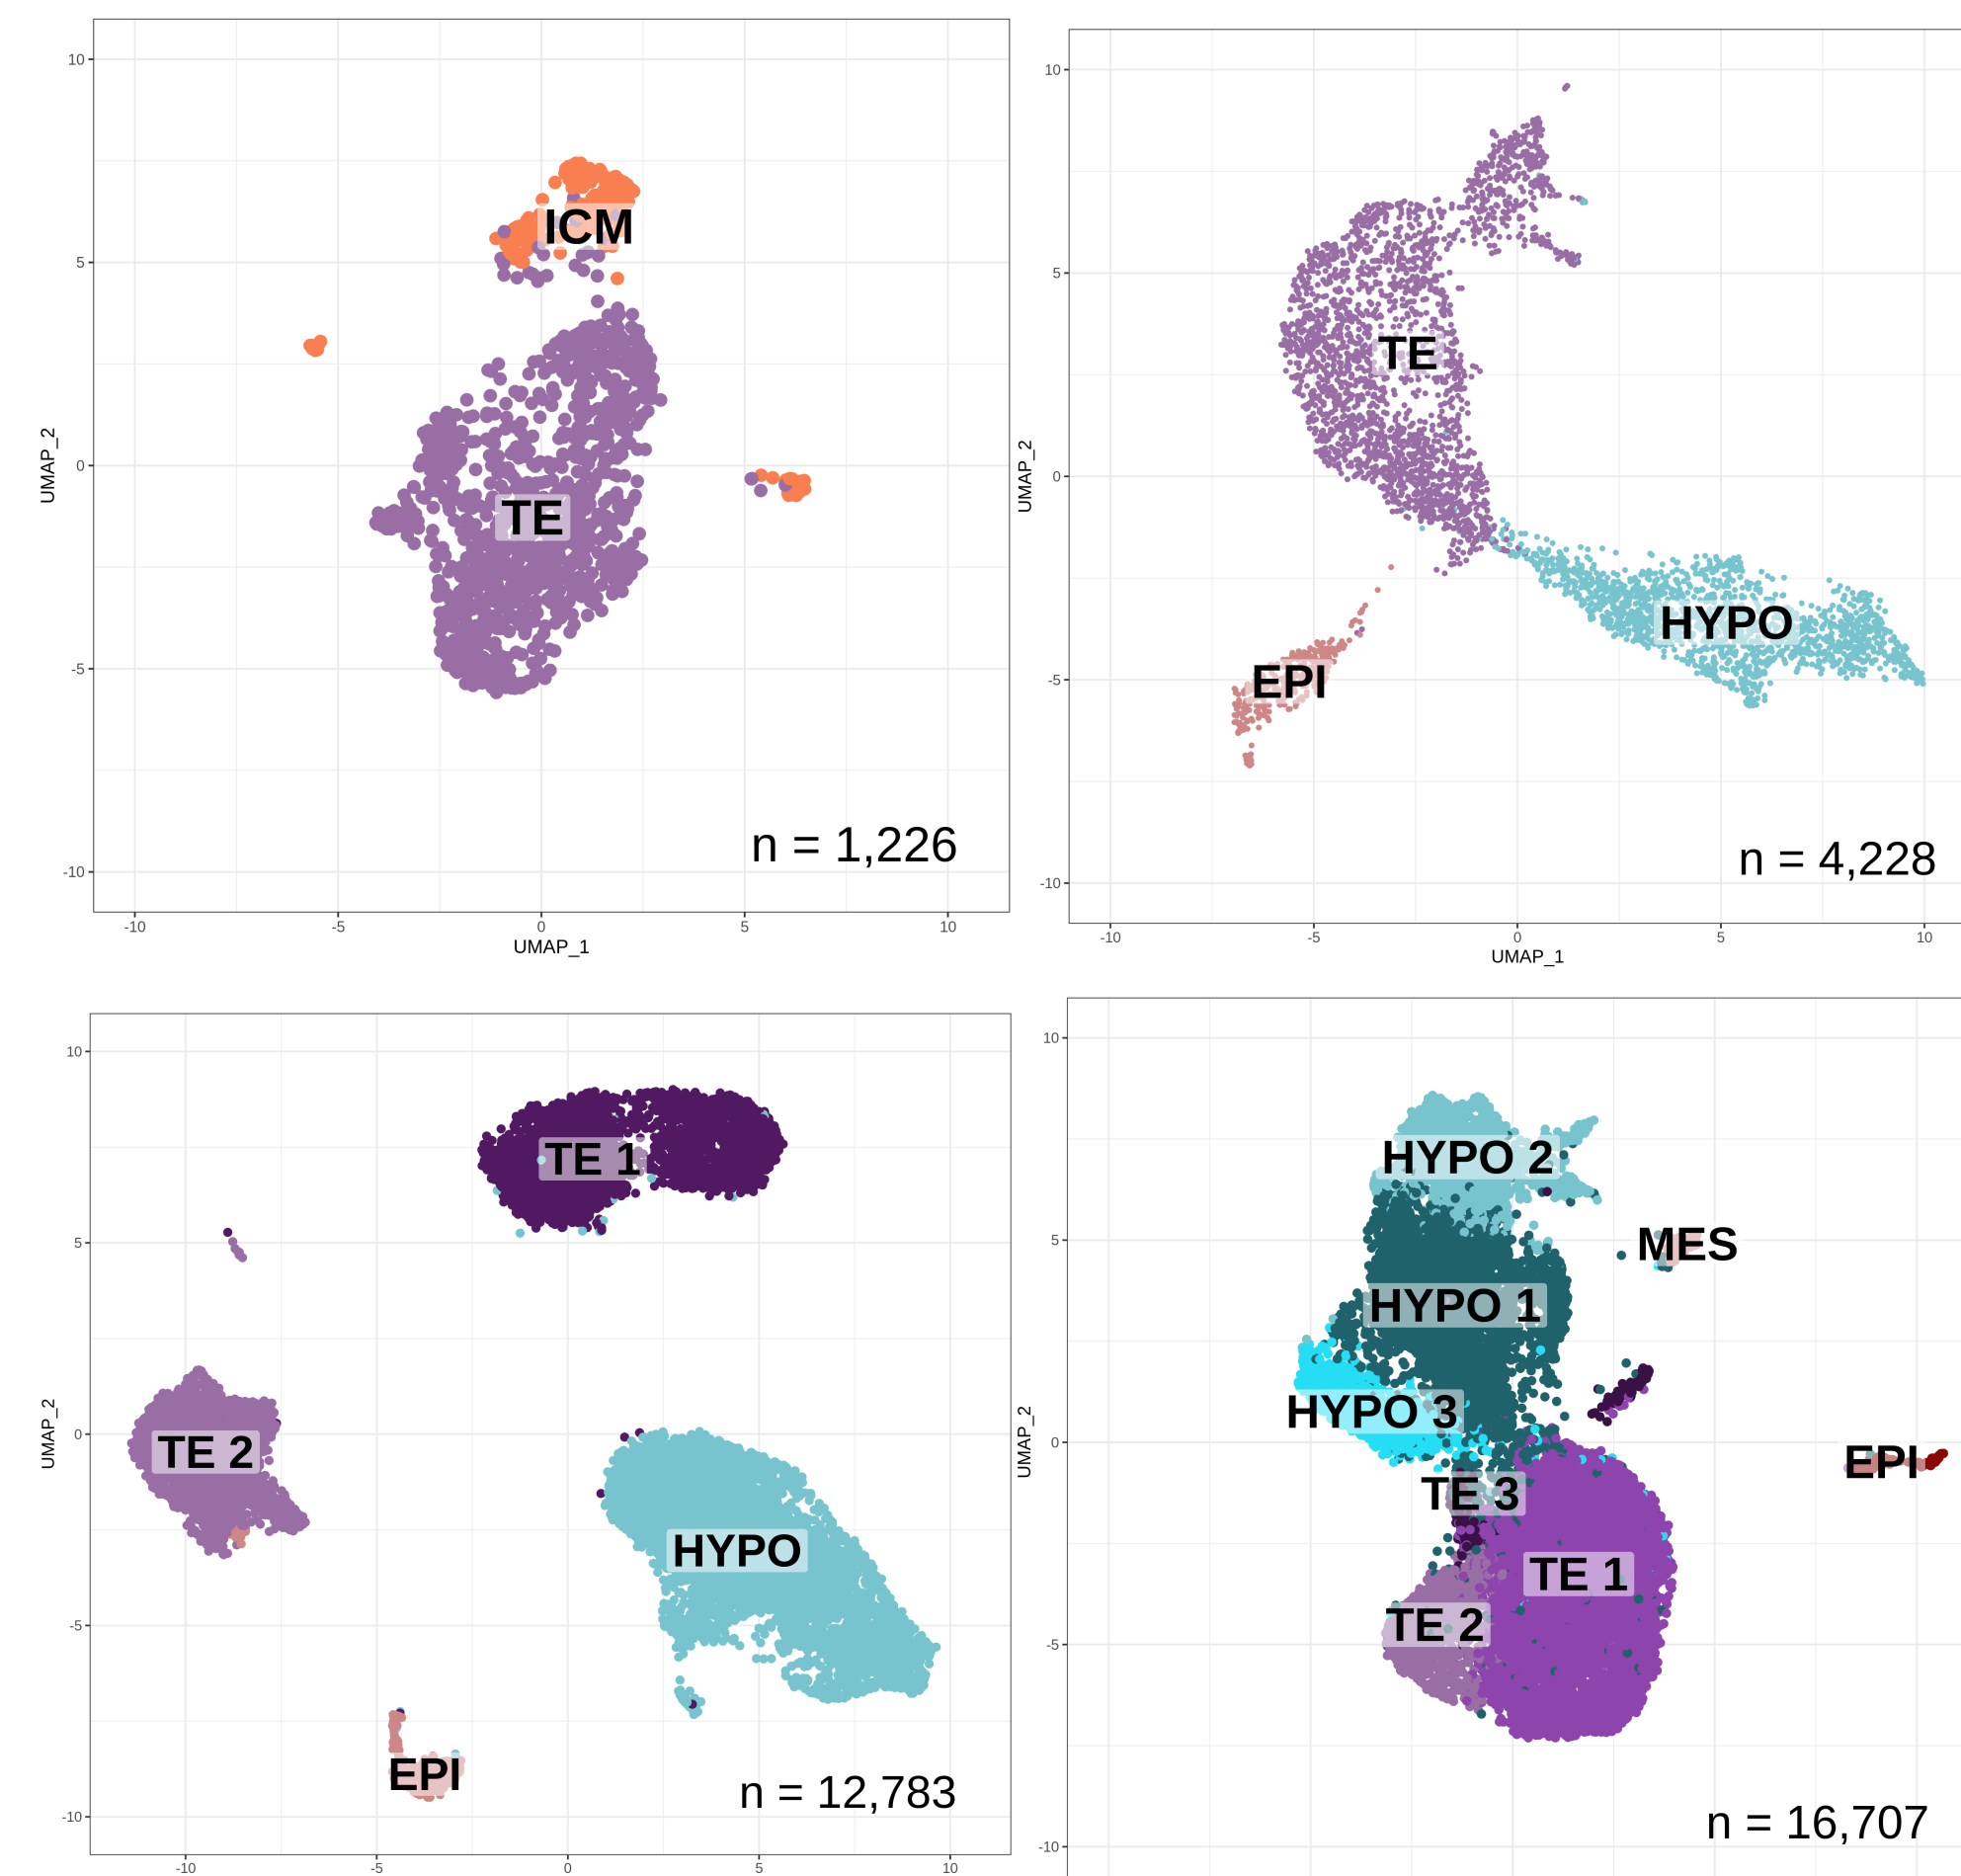 10
5
0
-5
-10
UMAP_2
ICM
TE
n = 1,226
-10 -5 0 5 10
UMAP_1
10
5
0
-5
-10
UMAP_2
TE
HYPO
EPI
n = 4,228
-10 -5 0 5 10
UMAP_1
10
5
0
-5
-10
UMAP_2
TE 1
TE 2
HYPO
EPI
n = 12,783
-10 -5 0 5 10
10
5
0
-5
-10
UMAP_2
HYPO 2
MES
HYPO 1
HYPO 3
EPI
TE 3
TE 1
TE 2
n = 16,707